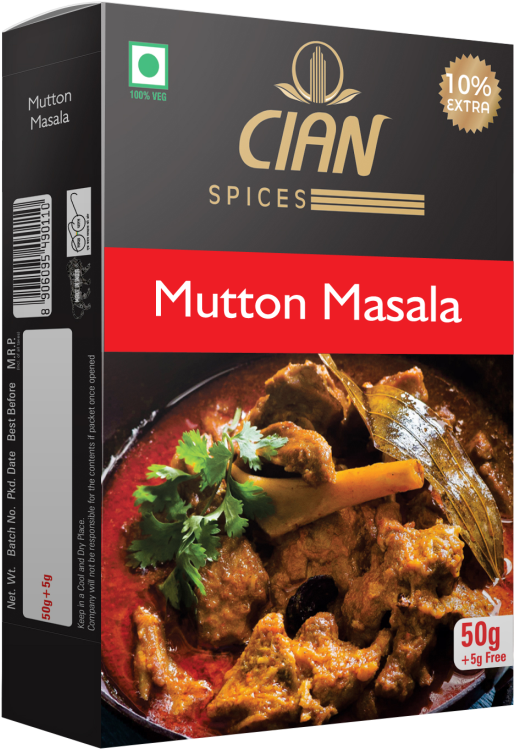 100% VEG
10%
EXTRA
CIAN
SPICES
Mutton Masala
50g
+5g Free
Mutton
Masala
8 906095 490110
M.R.P.
Best Before
Pkd. Date
Batch No.
Net. Wt.
50g+5g
Keep in a Cool and Dry Place.
Company will not be responsible for the contents if packet once opened